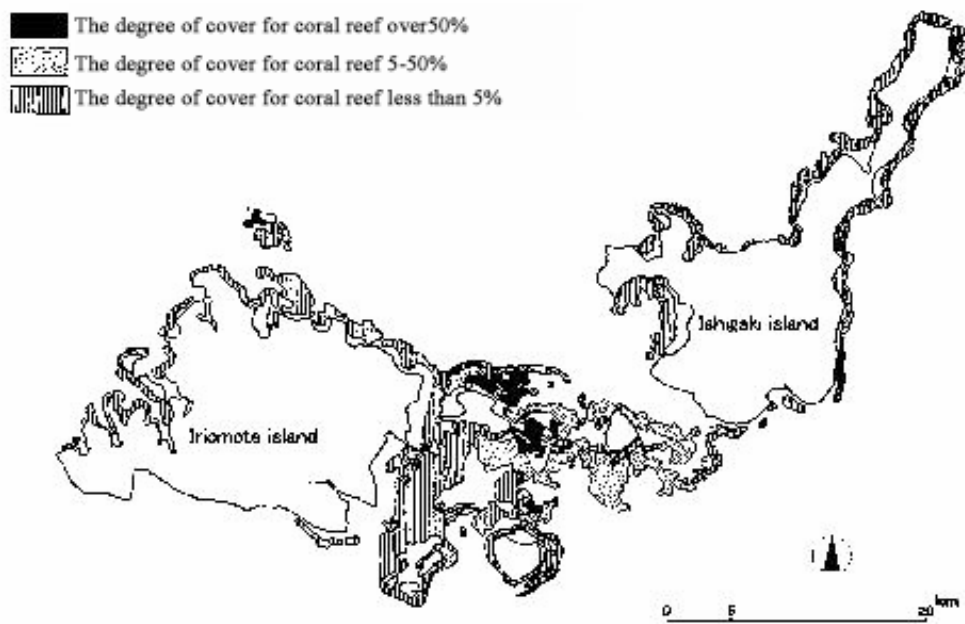 The degree of cover for coral reef over50%
The degree of cover for coral reef 5-50%
The degree of cover for coral reef less than 5%
Ishigaki island
Iriomote island
km
0 5 20